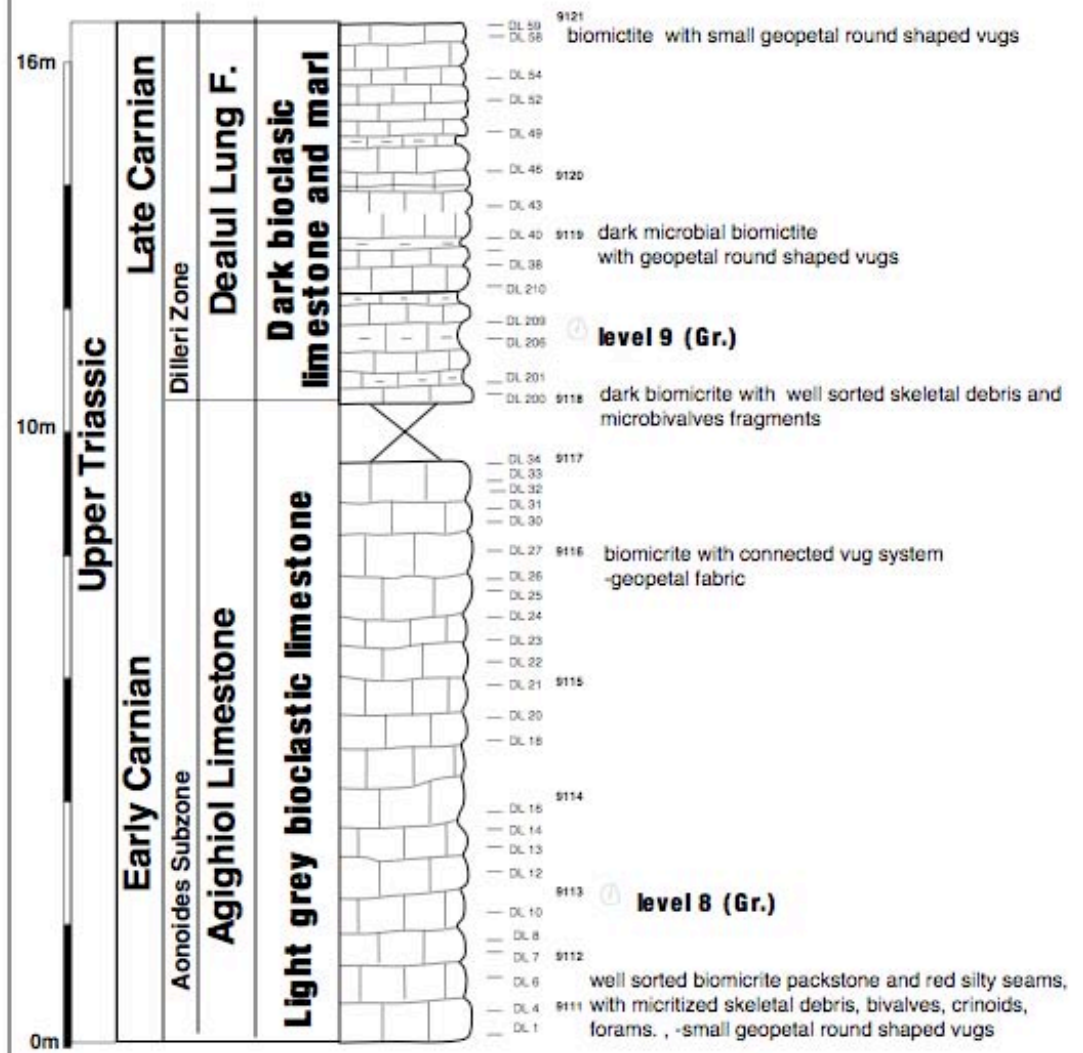 16m
10m
0m
Upper Triassic
Late Carnian
Early Carnian
Dilleri Zone
Aonoides Subzone
Dealul Lung F.
Agighiol Limestone
Dark bioclasic
limestone and marl
Light grey bioclastic limestone
DL 59
9121
DL 58
biomictite with small geopetal round shaped vugs
DL 54
DL 52
DL 49
DL 46
9120
DL 43
DL 40
9119
dark microbial biomictite
with geopetal round shaped vugs
DL 38
DL 210
DL 209
DL 206
level 9 (Gr.)
DL 201
DL 200
9118
dark biomicrite with well sorted skeletal debris and
microbivalves fragments
DL 34
9117
DL 33
DL 32
DL 31
DL 30
DL 27
9116
biomicrite with connected vug system
-geopetal fabric
DL 26
DL 25
DL 24
DL 23
DL 22
DL 21
9115
DL 20
DL 18
9114
DL 16
DL 14
DL 13
DL 12
9113
level 8 (Gr.)
DL 10
DL 8
DL 7
9112
DL 6
well sorted biomicrite packstone and red silty seams,
DL 4
9111
with micritized skeletal debris, bivalves, crinoids,
DL 1
forams. , -small geopetal round shaped vugs